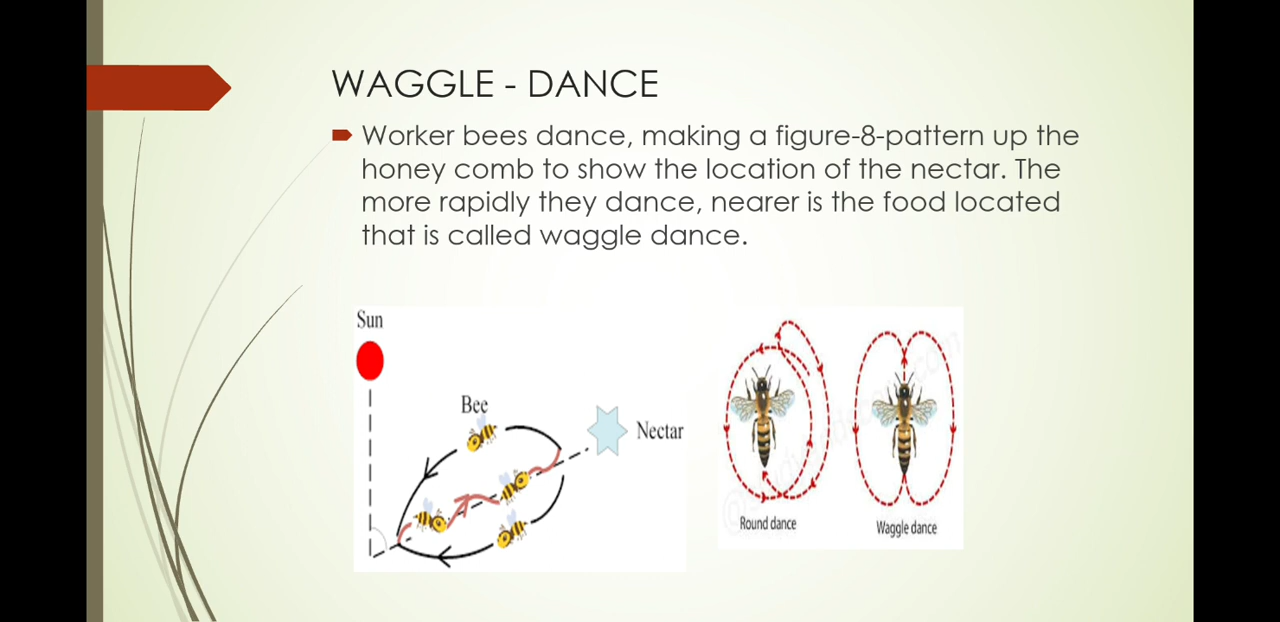 WAGGLE - DANCE
Worker bees dance, making a figure-8-pattern up the
honey comb to show the location of the nectar. The
more rapidly they dance, nearer is the food located
that is called waggle dance.
Sun
Bee
Nectar
Round dance
Waggle dance